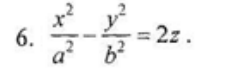 6. x²/a² - y²/b² = 2z.